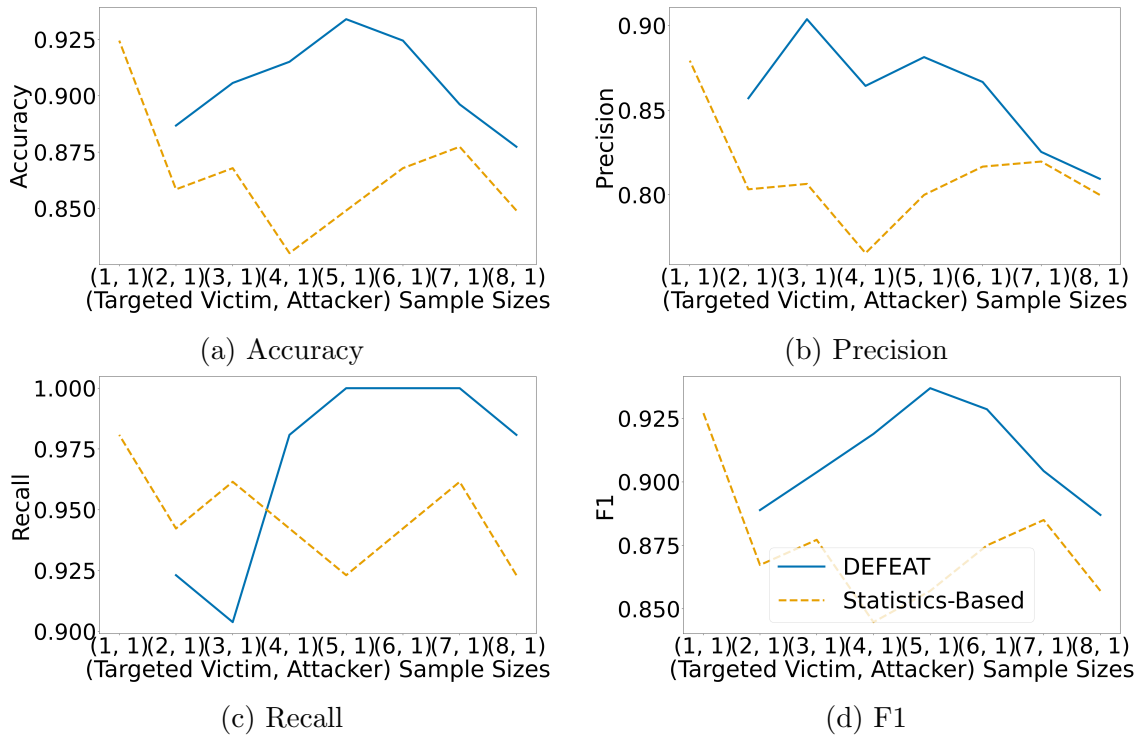 0.925
0.900
0.875
0.850
Accuracy
(1, 1)(2, 1)(3, 1)(4, 1)(5, 1)(6, 1)(7, 1)(8, 1)
(Targeted Victim, Attacker) Sample Sizes
(a) Accuracy
0.90
0.85
0.80
Precision
(1, 1)(2, 1)(3, 1)(4, 1)(5, 1)(6, 1)(7, 1)(8, 1)
(Targeted Victim, Attacker) Sample Sizes
(b) Precision
1.000
0.975
0.950
0.925
0.900
Recall
(1, 1)(2, 1)(3, 1)(4, 1)(5, 1)(6, 1)(7, 1)(8, 1)
(Targeted Victim, Attacker) Sample Sizes
(c) Recall
0.925
0.900
0.875
0.850
F1
DEFEAT
Statistics-Based
(1, 1)(2, 1)(3, 1)(4, 1)(5, 1)(6, 1)(7, 1)(8, 1)
(Targeted Victim, Attacker) Sample Sizes
(d) F1